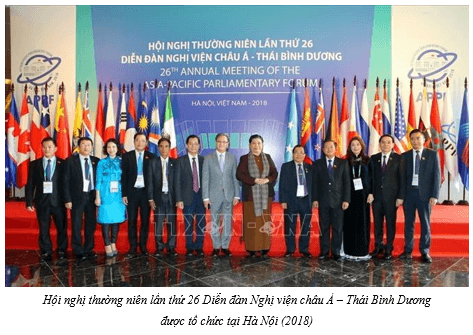 HỘI NGHỊ THƯỜNG NIÊN LẦN THỨ 26
DIỄN ĐÀN NGHỊ VIỆN CHÂU Á - THÁI BÌNH DƯƠNG
26TH ANNUAL MEETING OF THE
ASIA-PACIFIC PARLIAMENTARY FORUM
HÀ NỘI, VIỆT NAM - 2018
APPF
APPF
Hội nghị thường niên lần thứ 26 Diễn đàn Nghị viện châu Á – Thái Bình Dương
được tổ chức tại Hà Nội (2018)